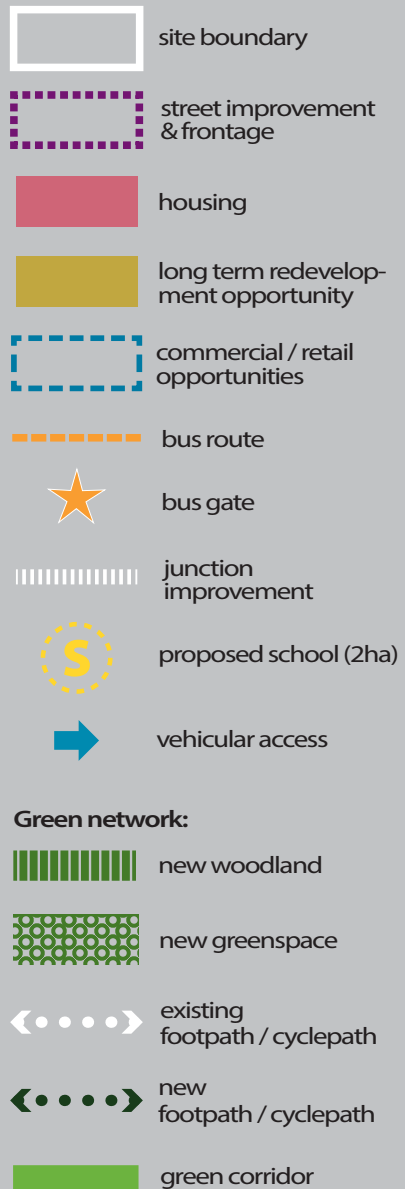 site boundary
street improvement
& frontage
housing
long term redevelop-
ment opportunity
commercial / retail
opportunities
bus route
bus gate
junction
improvement
S
proposed school (2ha)
vehicular access
Green network:
new woodland
new greenspace
existing
footpath / cyclepath
new
footpath / cyclepath
green corridor